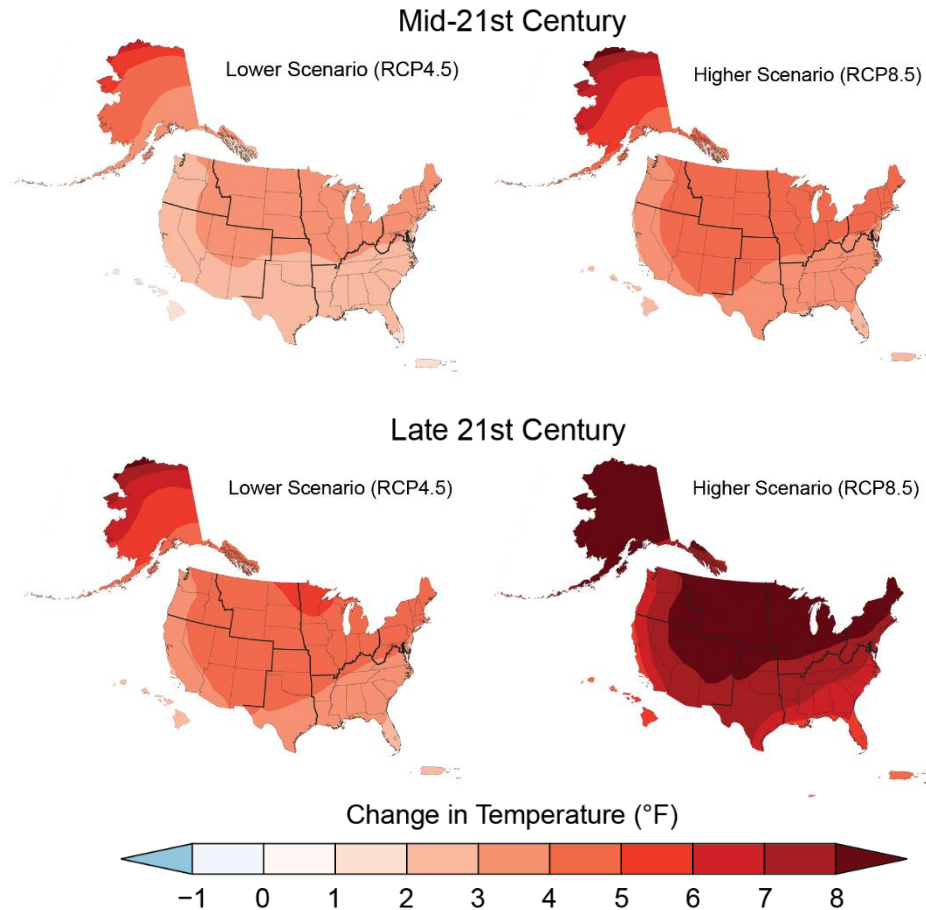 Mid-21st Century
Lower Scenario (RCP4.5)
Higher Scenario (RCP8.5)
Late 21st Century
Lower Scenario (RCP4.5)
Higher Scenario (RCP8.5)
Change in Temperature (°F)
−1 0 1 2 3 4 5 6 7 8